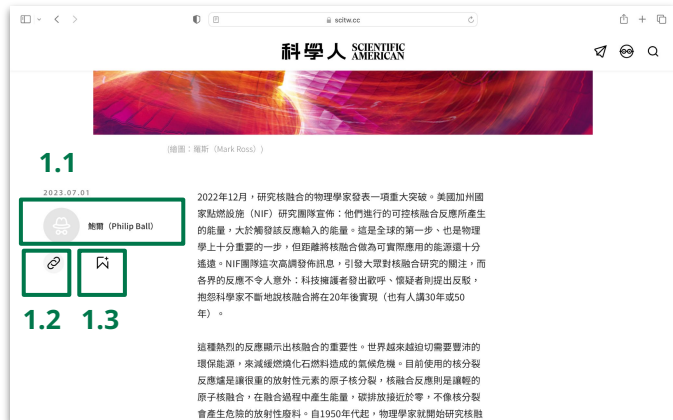 scitw.cc
科學人 SCIENTIFIC AMERICAN
(繪圖：羅斯（Mark Ross）)
1.1
2023.07.01
鮑爾（Philip Ball）
1.2 1.3
2022年12月，研究核融合的物理學家發表一項重大突破。美國加州國
家點燃設施（NIF）研究團隊宣佈：他們進行的可控核融合反應所產生
的能量，大於觸發該反應輸入的能量。這是全球的第一步、也是物理
學上十分重要的一步，但距離將核融合做為可實際應用的能源還十分
遙遠。NIF團隊這次高調發佈訊息，引發大眾對核融合研究的關注，而
各界的反應不令人意外：科技擁護者發出歡呼、懷疑者則提出反駁，
抱怨科學家不斷地說核融合將在20年後實現（也有人講30年或50
年）。
這種熱烈的反應顯示出核融合的重要性。世界越來越迫切需要豐沛的
環保能源，來減緩燃燒化石燃料造成的氣候危機。目前使用的核分裂
反應爐是讓很重的放射性元素的原子核分裂，核融合反應則是讓輕的
原子核融合，在融合過程中產生能量，碳排放接近於零，不像核分裂
會產生危險的放射性廢料。自1950年代起，物理學家就開始研究核融